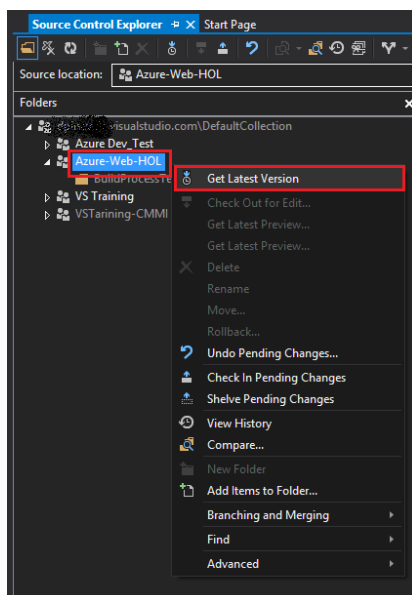 Source Control Explorer
Start Page
Source location: Azure-Web-HOL
Folders
visualstudio.com\DefaultCollection
Azure Dev_Test
Azure-Web-HOL
BuildProcessTe
VS Training
VSTarining-CMMI
Get Latest Version
Check Out for Edit...
Get Latest Preview...
Get Latest Preview...
Delete
Rename
Move...
Rollback...
Undo Pending Changes...
Check In Pending Changes
Shelve Pending Changes
View History
Compare...
New Folder
Add Items to Folder...
Branching and Merging
Find
Advanced